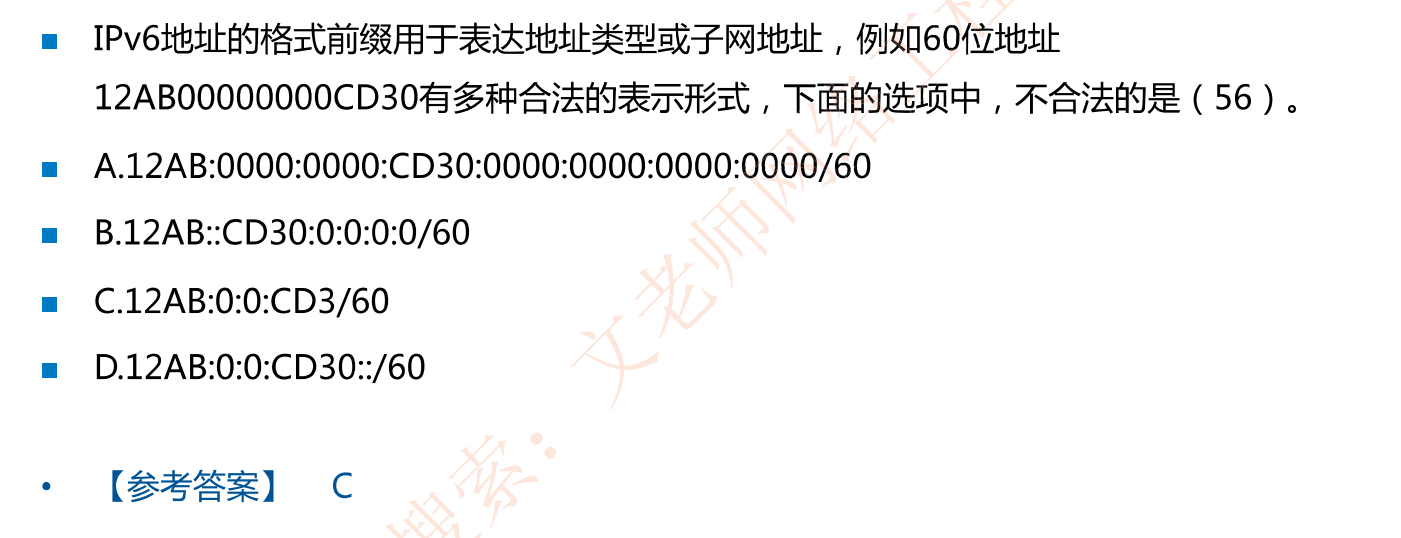 IPv6地址的格式前缀用于表达地址类型或子网地址，例如60位地址
12AB00000000CD30有多种合法的表示形式，下面的选项中，不合法的是（56）。
A.12AB:0000:0000:CD30:0000:0000:0000:0000/60
B.12AB::CD30:0:0:0:0/60
C.12AB:0:0:CD3/60
D.12AB:0:0:CD30::/60
• 【参考答案】 C
搜索：文老师网络工程